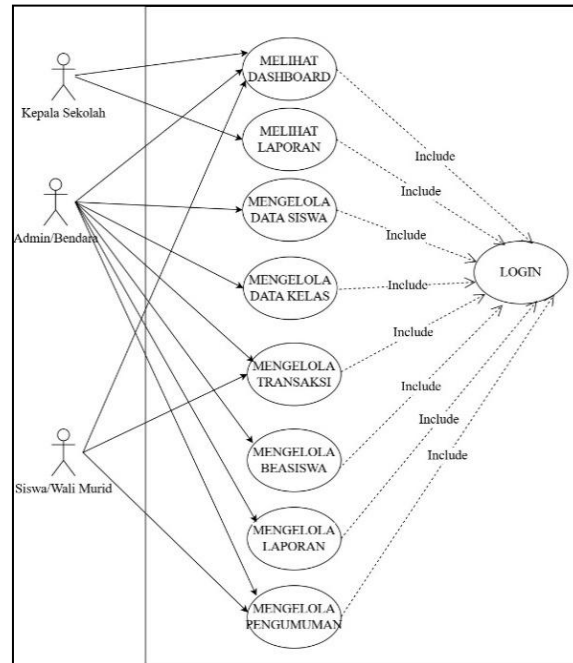 Kepala Sekolah
Admin/Bendara
Siswa/Wali Murid
MELIHAT
DASHBOARD
MELIHAT
LAPORAN
MENGELOLA
DATA SISWA
MENGELOLA
DATA KELAS
MENGELOLA
TRANSAKSI
MENGELOLA
BEASISWA
MENGELOLA
LAPORAN
MENGELOLA
PENGUMUMAN
Include
Include
Include
Include
Include
Include
Include
Include
LOGIN